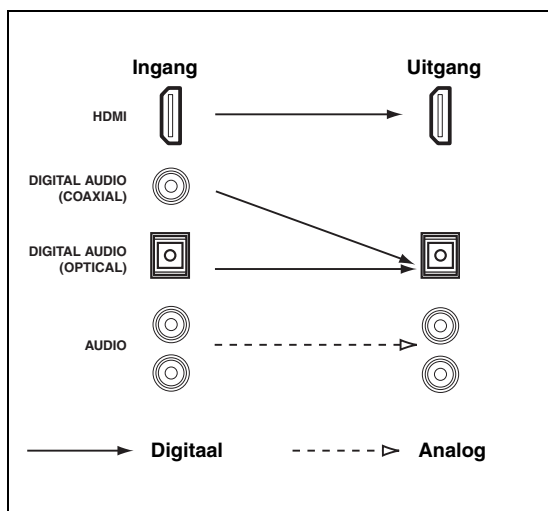 Ingang Uitgang
HDMI
DIGITAL AUDIO
(COAXIAL)
DIGITAL AUDIO
(OPTICAL)
AUDIO
Digitaal Analog